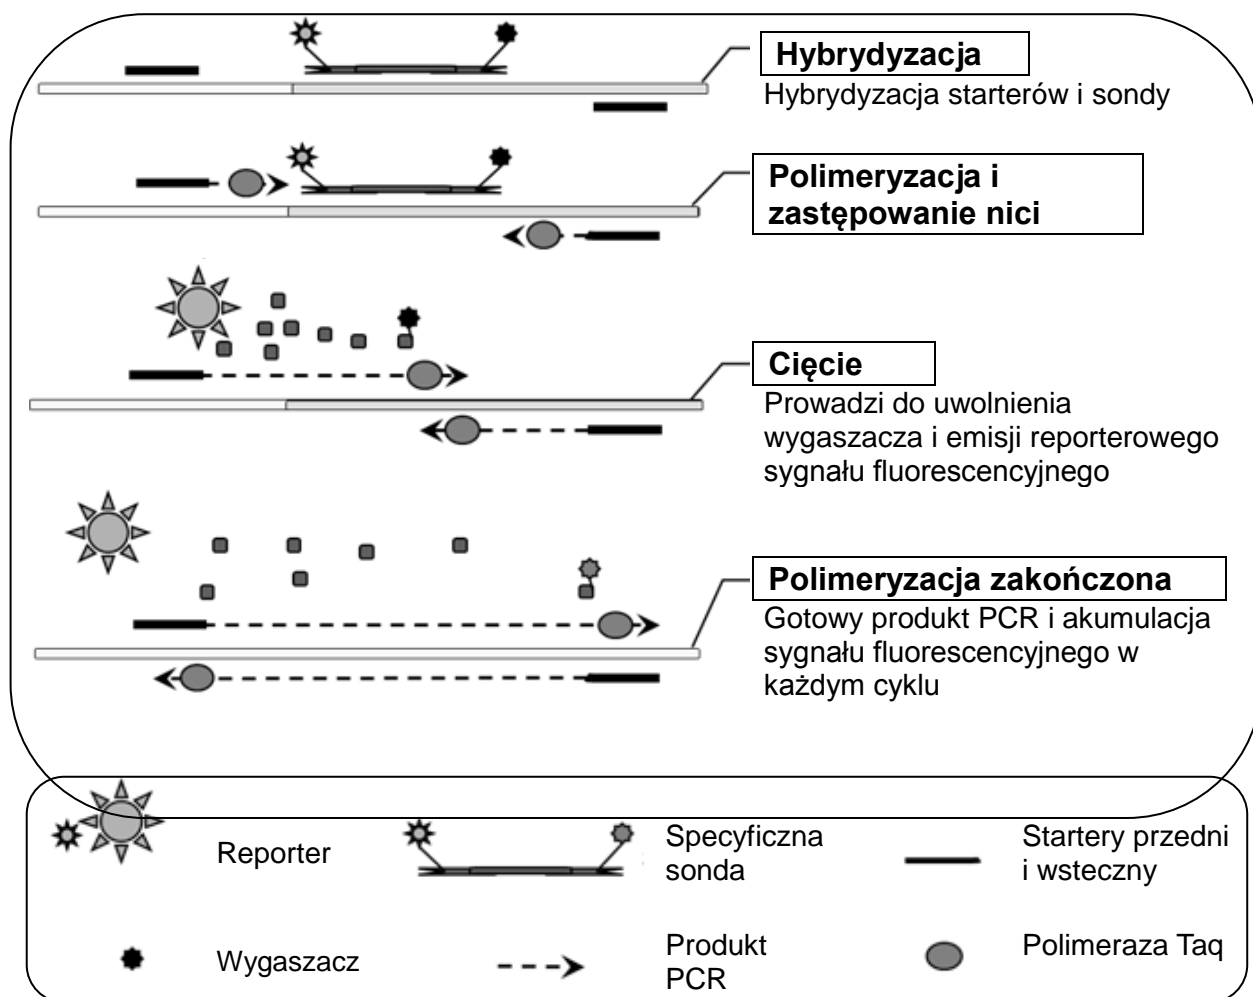 Hybrydyzacja
Hybrydyzacja starterów i sondy
Polimeryzacja i
zastępowanie nici
Cięcie
Prowadzi do uwolnienia
wygaszacza i emisji reporterowego
sygnału fluorescencyjnego
Polimeryzacja zakończona
Gotowy produkt PCR i akumulacja
sygnału fluorescencyjnego w
każdym cyklu
Reporter
Specyficzna
sonda
Startery przedni
i wsteczny
Wygaszacz
Produkt
PCR
Polimeraza Taq